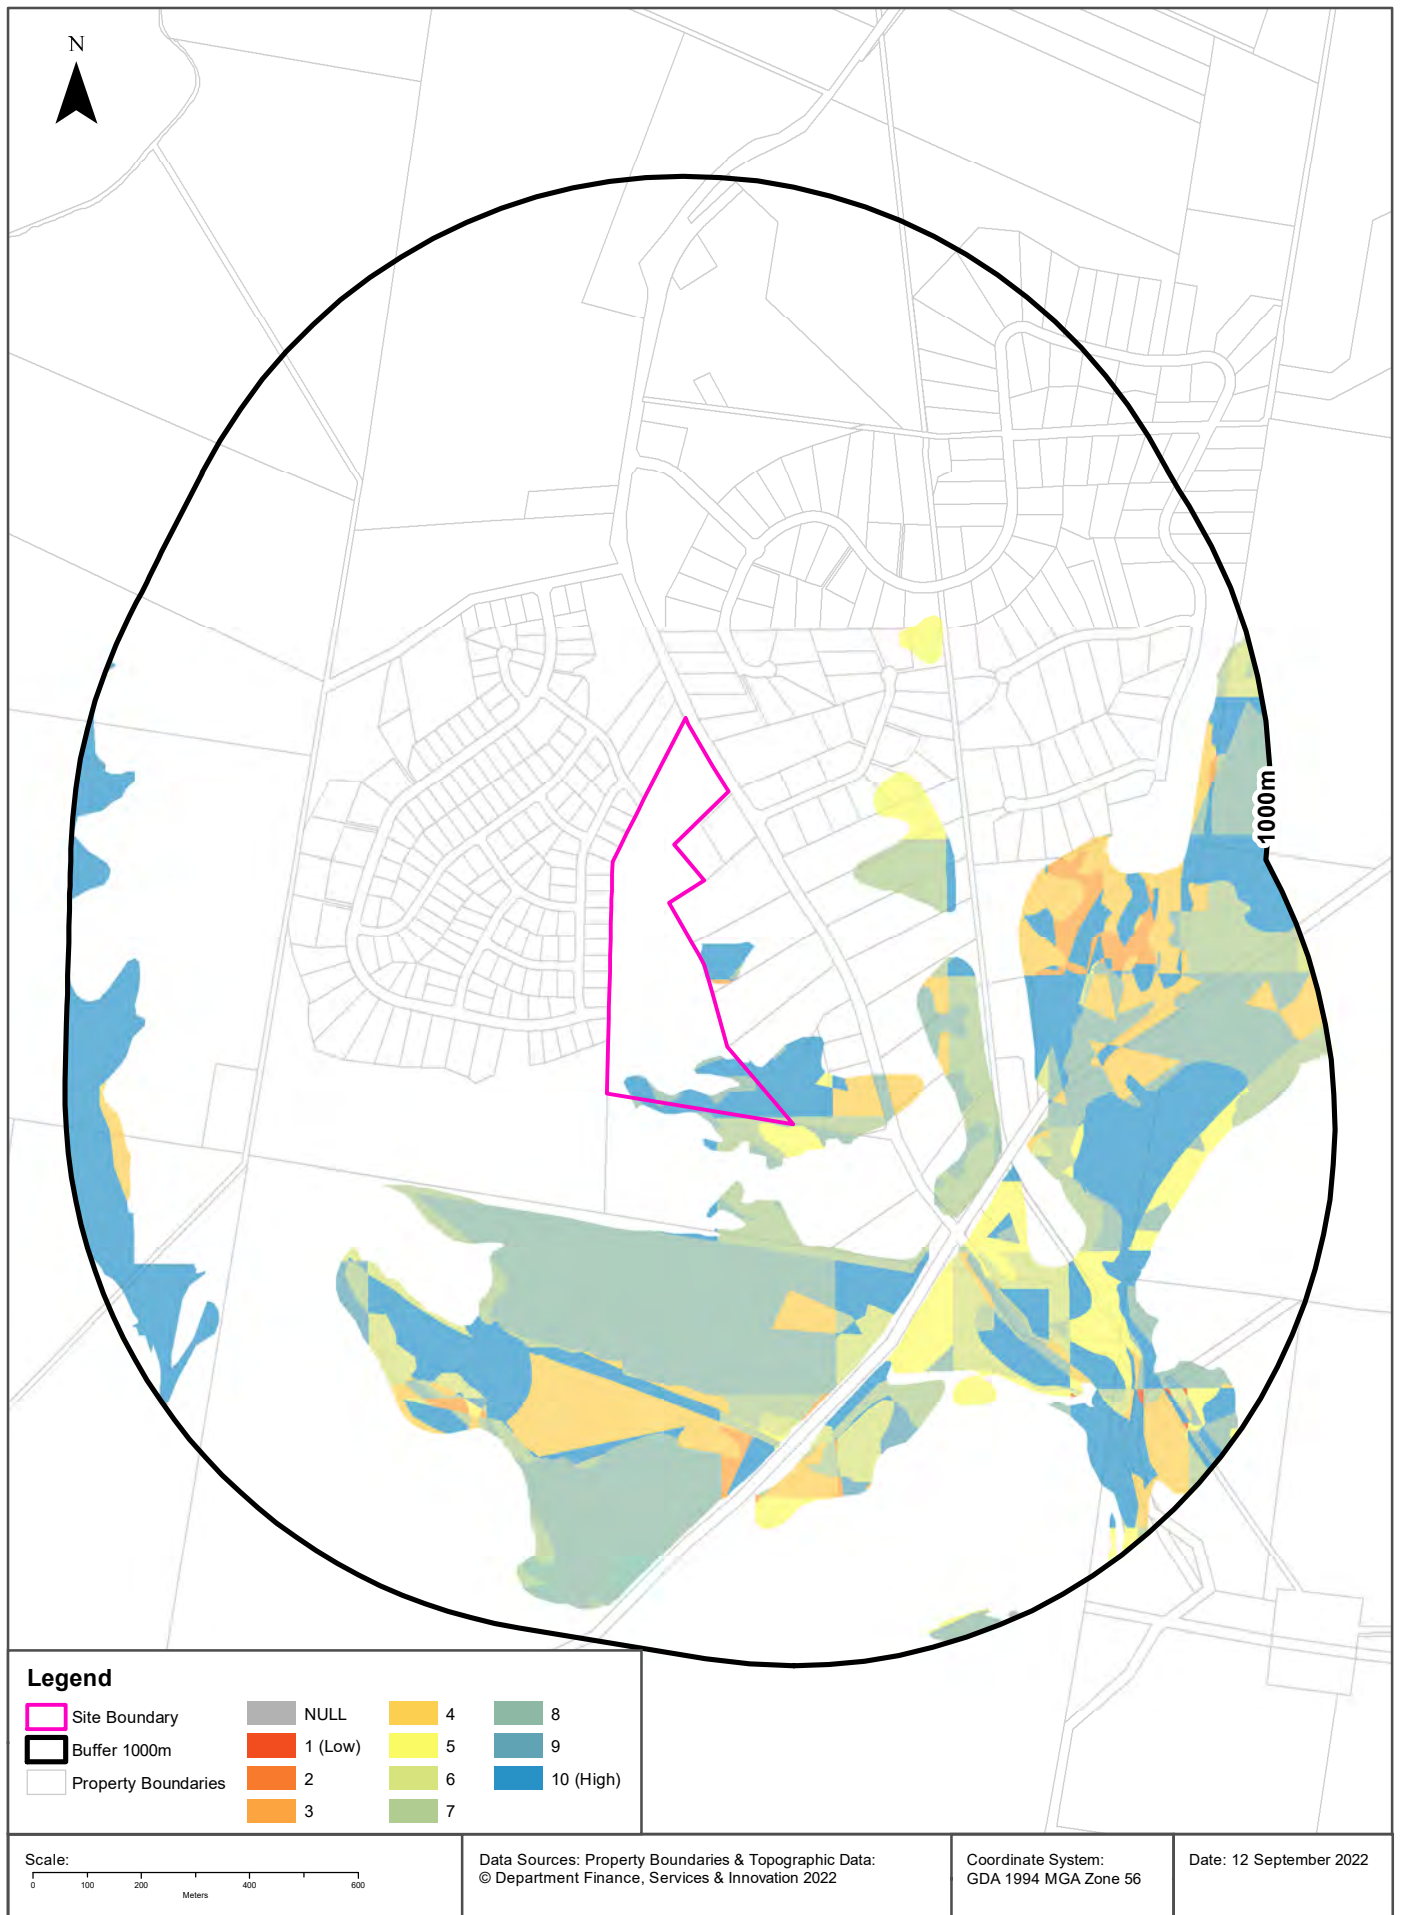 N
1000m
Legend
Site Boundary
Buffer 1000m
Property Boundaries
NULL
1 (Low)
2
3
4
5
6
7
8
9
10 (High)
Scale:
0 100 200 400 600
Meters
Data Sources: Property Boundaries & Topographic Data:
© Department Finance, Services & Innovation 2022
Coordinate System:
GDA 1994 MGA Zone 56
Date: 12 September 2022